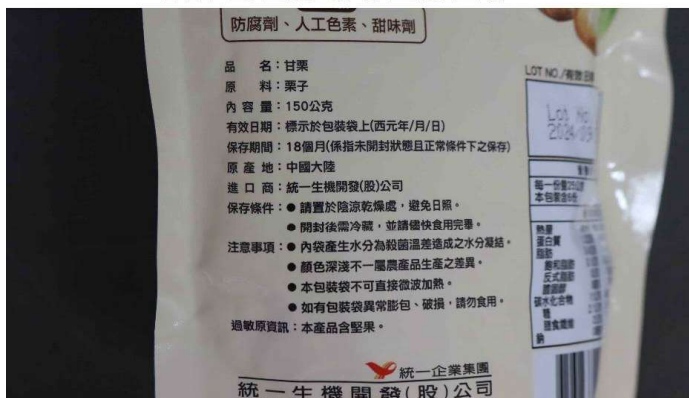 防腐劑、人工色素、甜味劑
品　　名：甘栗
原　　料：栗子
內 容 量：150公克
有效日期：標示於包裝袋上(西元年/月/日)
保存期間：18個月(係指未開封狀態且正常條件下之保存)
原 產 地：中國大陸
進 口 商：統一生機開發(股)公司
保存條件：● 請置於陰涼乾燥處，避免日照。
● 開封後需冷藏，並請儘快食用完畢。
注意事項：● 內袋產生水分為殺菌溫差造成之水分凝結。
● 顏色深淺不一屬農產品生產之差異。
● 本包裝袋不可直接微波加熱。
● 如有包裝袋異常膨包、破損，請勿食用。
過敏原資訊：本產品含堅果。
統一企業集團
統一生機開發(股)公司
LOT NO./有效日期
Lot No
2024/09
每一份量25公克
本包裝含6份
熱量
蛋白質
脂肪
飽和脂肪
反式脂肪
膽固醇
碳水化合物
糖
膳食纖維
鈉